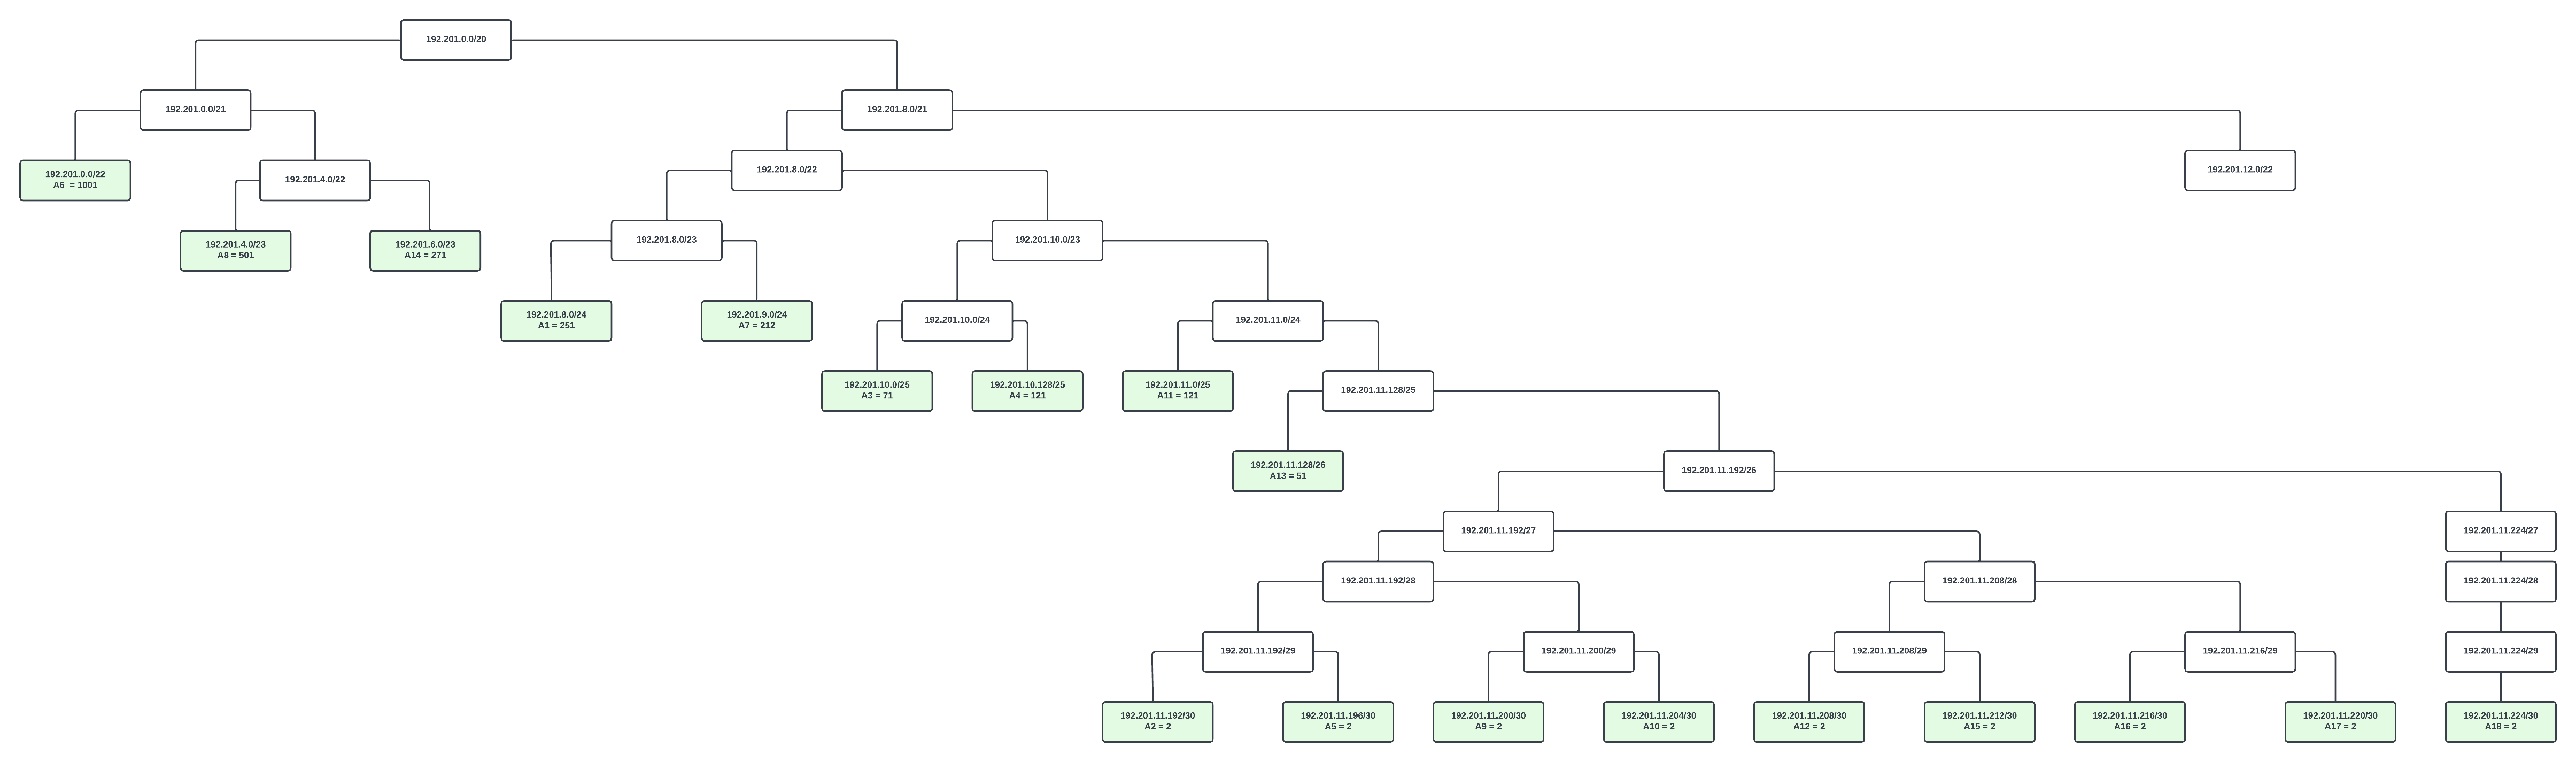 192.201.0.0/20
192.201.0.0/21
192.201.8.0/21
192.201.0.0/22
A6  = 1001
192.201.4.0/22
192.201.8.0/22
192.201.12.0/22
192.201.4.0/23
A8 = 501
192.201.6.0/23
A14 = 271
192.201.8.0/23
192.201.10.0/23
192.201.8.0/24
A1 = 251
192.201.9.0/24
A7 = 212
192.201.10.0/24
192.201.11.0/24
192.201.10.0/25
A3 = 71
192.201.10.128/25
A4 = 121
192.201.11.0/25
A11 = 121
192.201.11.128/25
192.201.11.128/26
A13 = 51
192.201.11.192/26
192.201.11.192/27
192.201.11.224/27
192.201.11.192/28
192.201.11.208/28
192.201.11.224/28
192.201.11.192/29
192.201.11.200/29
192.201.11.208/29
192.201.11.216/29
192.201.11.224/29
192.201.11.192/30
A2 = 2
192.201.11.196/30
A5 = 2
192.201.11.200/30
A9 = 2
192.201.11.204/30
A10 = 2
192.201.11.208/30
A12 = 2
192.201.11.212/30
A15 = 2
192.201.11.216/30
A16 = 2
192.201.11.220/30
A17 = 2
192.201.11.224/30
A18 = 2